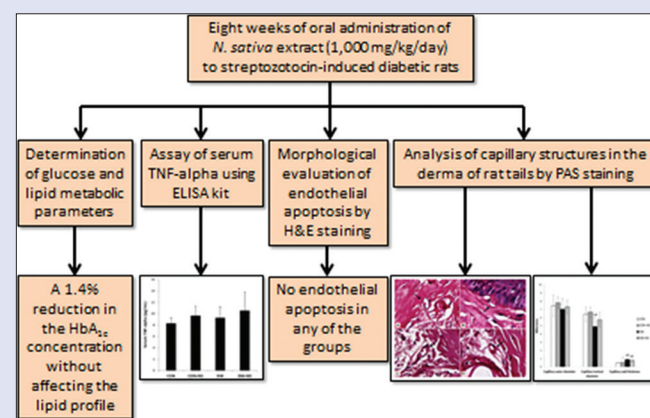 Eight weeks of oral administration of
N. sativa extract (1,000 mg/kg/day)
to streptozotocin-induced diabetic rats
Determination
of glucose and
lipid metabolic
parameters
Assay of serum
TNF-alpha using
ELISA kit
Morphological
evaluation of
endothelial
apoptosis by
H&E staining
Analysis of capillary structures in the
derma of rat tails by PAS staining
A 1.4%
reduction in
the HbA1c
concentration
without
affecting the
lipid profile
No endothelial
apoptosis in
any of the
groups